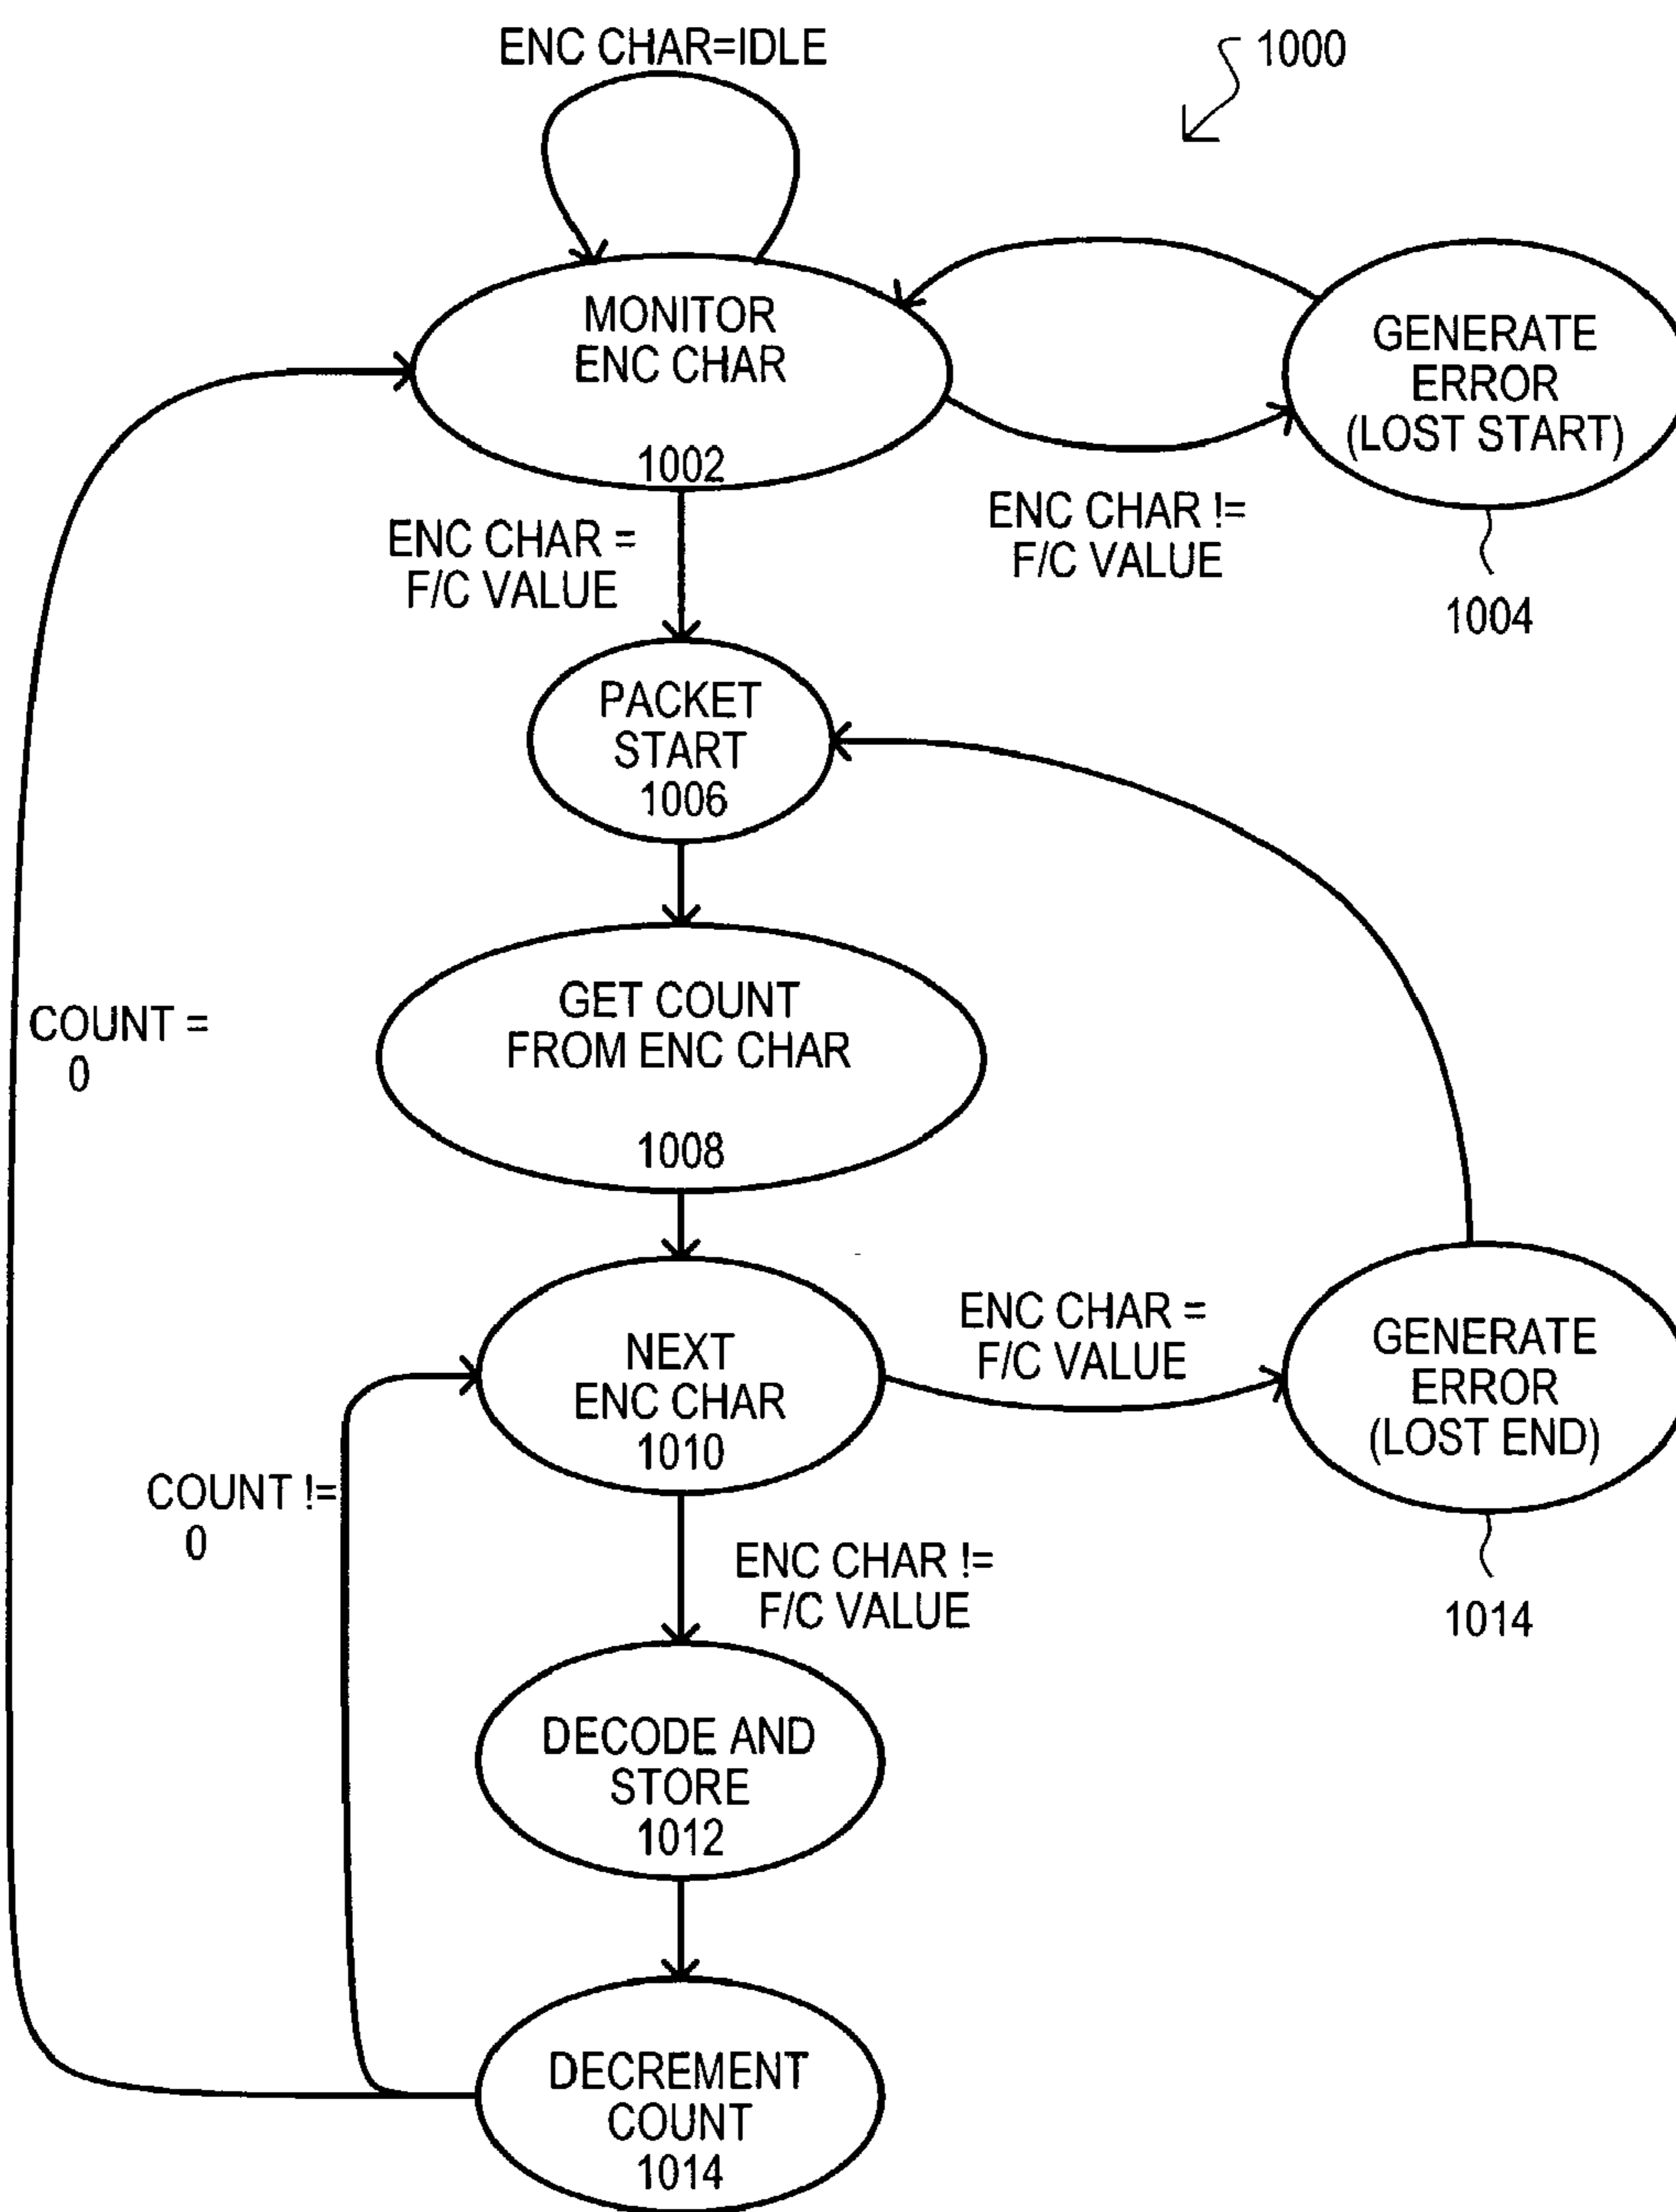 ENC CHAR=IDLE
1000
MONITOR
ENC CHAR
1002
GENERATE
ERROR
(LOST START)
1004
ENC CHAR !=
F/C VALUE
ENC CHAR =
F/C VALUE
PACKET
START
1006
GET COUNT
FROM ENC CHAR
1008
COUNT =
0
NEXT
ENC CHAR
1010
ENC CHAR =
F/C VALUE
GENERATE
ERROR
(LOST END)
1014
COUNT !=
0
ENC CHAR !=
F/C VALUE
DECODE AND
STORE
1012
DECREMENT
COUNT
1014